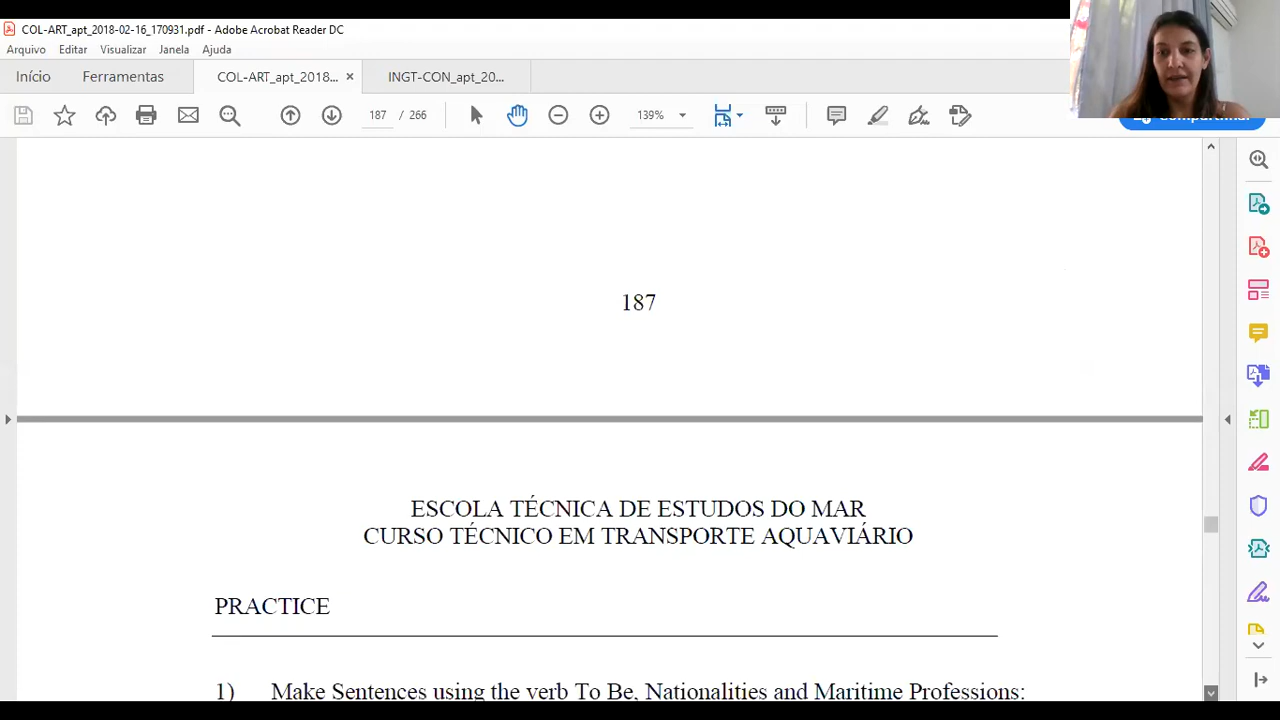 COL-ART_apt_2018-02-16_170931.pdf - Adobe Acrobat Reader DC
Arquivo Editar Visualizar Janela Ajuda
Início Ferramentas COL-ART_apt_2018... × INGT-CON_apt_20...
187 / 266 139%
187
ESCOLA TÉCNICA DE ESTUDOS DO MAR
CURSO TÉCNICO EM TRANSPORTE AQUAVIÁRIO
PRACTICE
1) Make Sentences using the verb To Be, Nationalities and Maritime Professions: